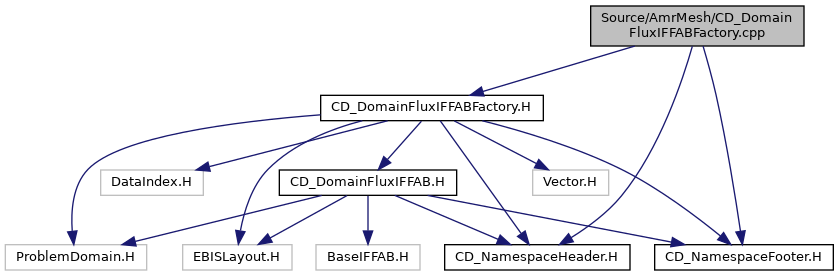 Source/AmrMesh/CD_Domain
FluxIFFABFactory.cpp
CD_DomainFluxIFFABFactory.H
DataIndex.H
CD_DomainFluxIFFAB.H
Vector.H
ProblemDomain.H
EBISLayout.H
BaseIFFAB.H
CD_NamespaceHeader.H
CD_NamespaceFooter.H